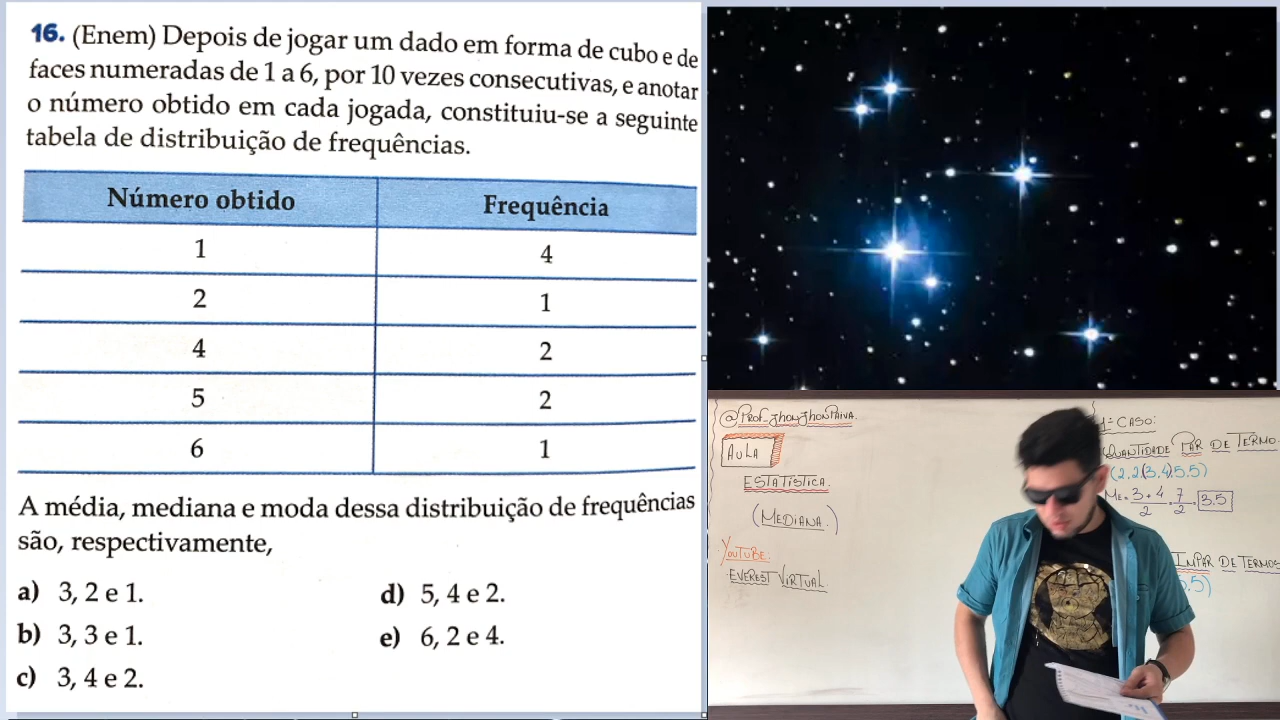 16. (Enem) Depois de jogar um dado em forma de cubo e de
faces numeradas de 1 a 6, por 10 vezes consecutivas, e anotar
o número obtido em cada jogada, constituiu-se a seguinte
tabela de distribuição de frequências.
Número obtido Frequência
1 4
2 1
4 2
5 2
6 1
A média, mediana e moda dessa distribuição de frequências
são, respectivamente,
a) 3, 2 e 1.
b) 3, 3 e 1.
c) 3, 4 e 2.
d) 5, 4 e 2.
e) 6, 2 e 4.
@Prof_JhonJhonPaiva.
AULA
ESTATÍSTICA.
(MEDIANA.)
YOUTUBE:
EVEREST VIRTUAL
1º CASO:
QUANTIDADE PAR DE TERMO
(2,2,(3,4),5,5)
ME = 3 + 4 / 2 = 7 / 2 = 3.5
IMPAR DE TERMOS